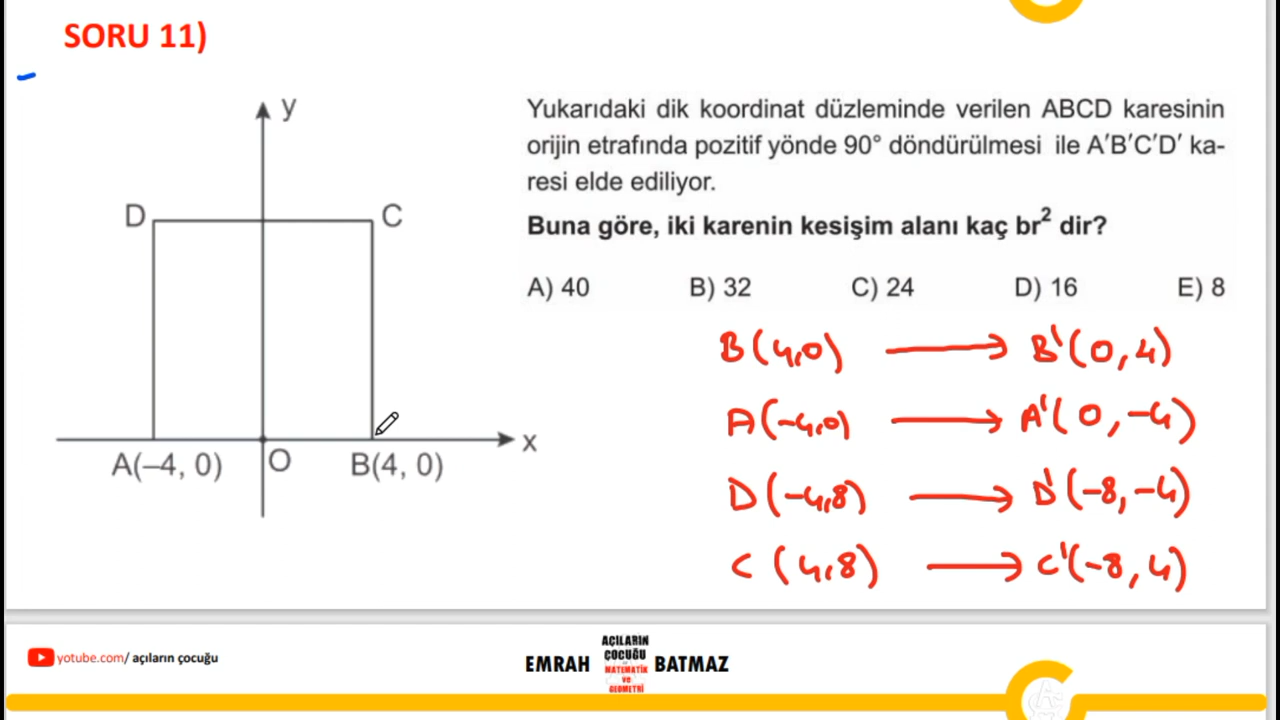 SORU 11)
y
D
C
A(–4, 0)
O
B(4, 0)
x
Yukarıdaki dik koordinat düzleminde verilen ABCD karesinin
orijin etrafında pozitif yönde 90° döndürülmesi ile A′B′C′D′ ka-
resi elde ediliyor.
Buna göre, iki karenin kesişim alanı kaç br² dir?
A) 40 B) 32 C) 24 D) 16 E) 8
B(4,0) → B'(0,4)
A(-4,0) → A'(0,-4)
D(-4,8) → D'(-8,-4)
C(4,8) → C'(-8,4)
yotube.com/ açıların çocuğu
EMRAH
AÇILARIN
ÇOCUĞU
MATEMATİK
ve
GEOMETRİ
BATMAZ